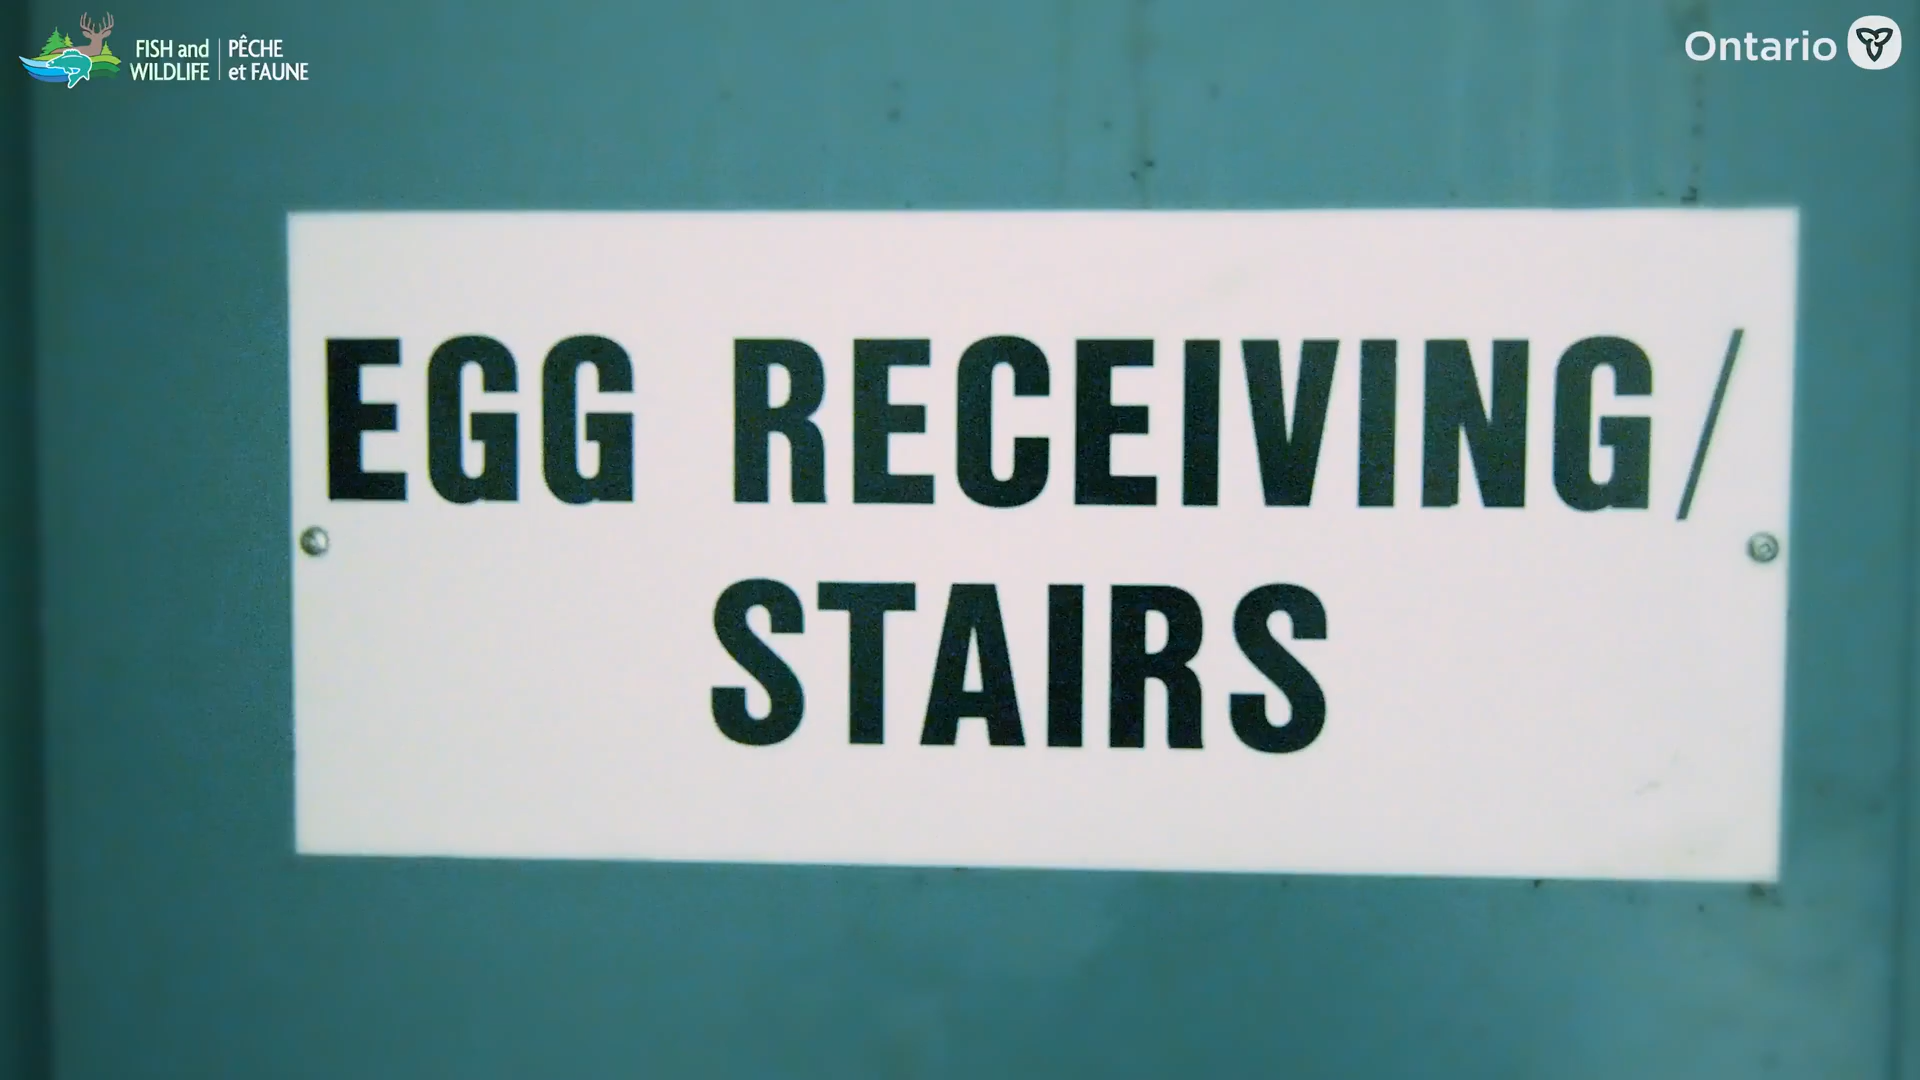 FISH and
WILDLIFE
PÊCHE
et FAUNE
Ontario
EGG RECEIVING/
STAIRS